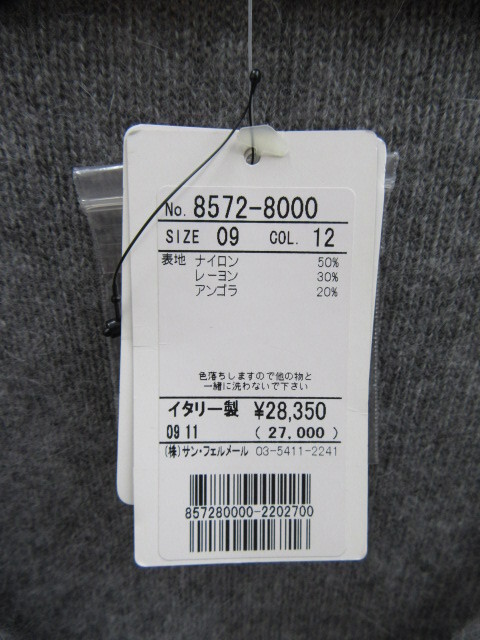 No. 8572-8000
SIZE 09 COL. 12
表地 ナイロン 50%
レーヨン 30%
アンゴラ 20%
色落ちしますので他の物と
一緒に洗わないで下さい
イタリー製 ¥28,350
09 11 (27,000)
(株)サン・フェルメール 03-5411-2241
857280000-2202700